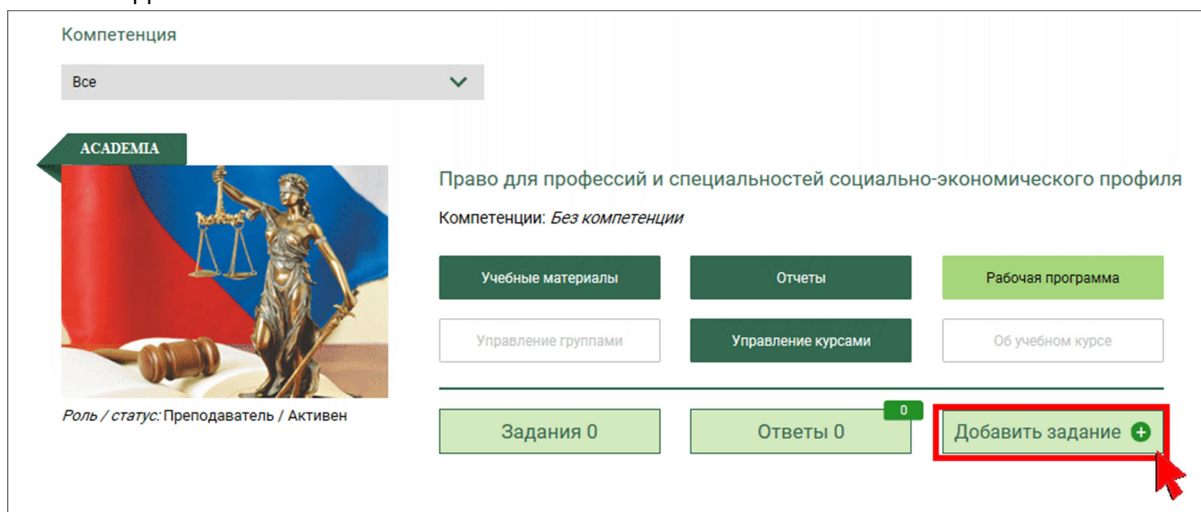 Компетенция
Все
ACADEMIA
Право для профессий и специальностей социально-экономического профиля
Компетенции: Без компетенции
Учебные материалы
Отчеты
Рабочая программа
Управление группами
Управление курсами
Об учебном курсе
Роль / статус: Преподаватель / Активен
Задания 0
Ответы 0
0
Добавить задание